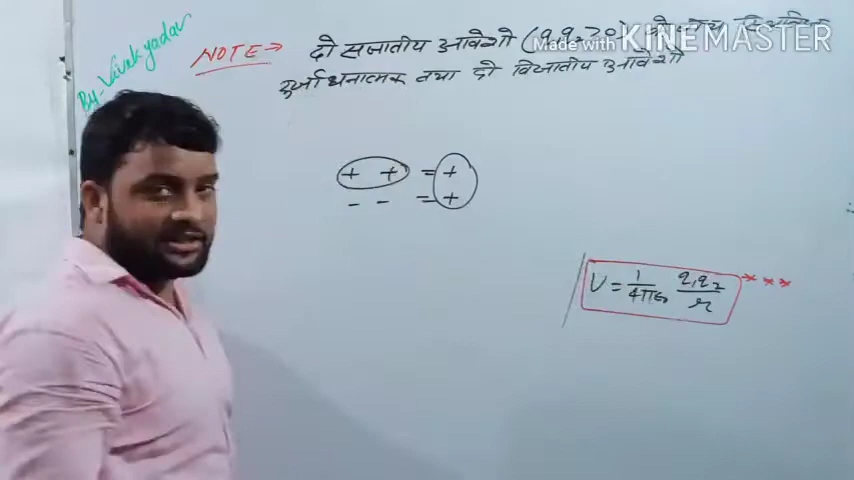 By-Vivek yadav
NOTE → दो सजातीय आवेशो (q₁q₂>0)
Made with KINEMASTER
ऊर्जा धनात्मक तथा दो विजातीय आवेशो
+ + = +
- - = +
U = 1/4πε₀ q₁q₂/r ***